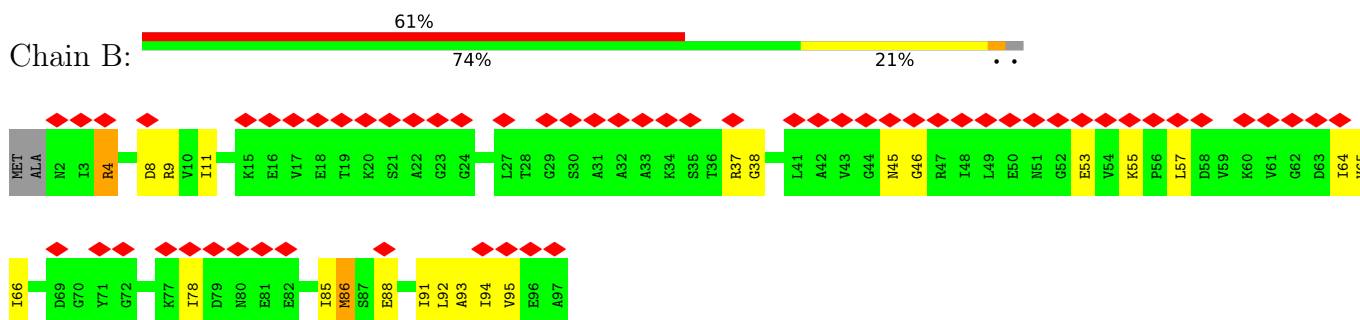 61%
Chain B:
74% 21% • •
MET ALA N2 I3 R4 D8 R9 V10 I11 K15 E16 V17 E18 T19 K20 S21 A22 G23 G24 L27 T28 G29 S30 A31 A32 A33 K34 S35 T36 R37 G38 L41 A42 V43 G44 N45 G46 R47 I48 L49 E50 N51 G52 E53 V54 K55 P56 L57 D58 V59 K60 V61 G62 D63 I64
I66 D69 G70 Y71 G72 K77 I78 D79 N80 E81 E82 I85 M86 S87 E88 I91 L92 A93 I94 V95 E96 A97